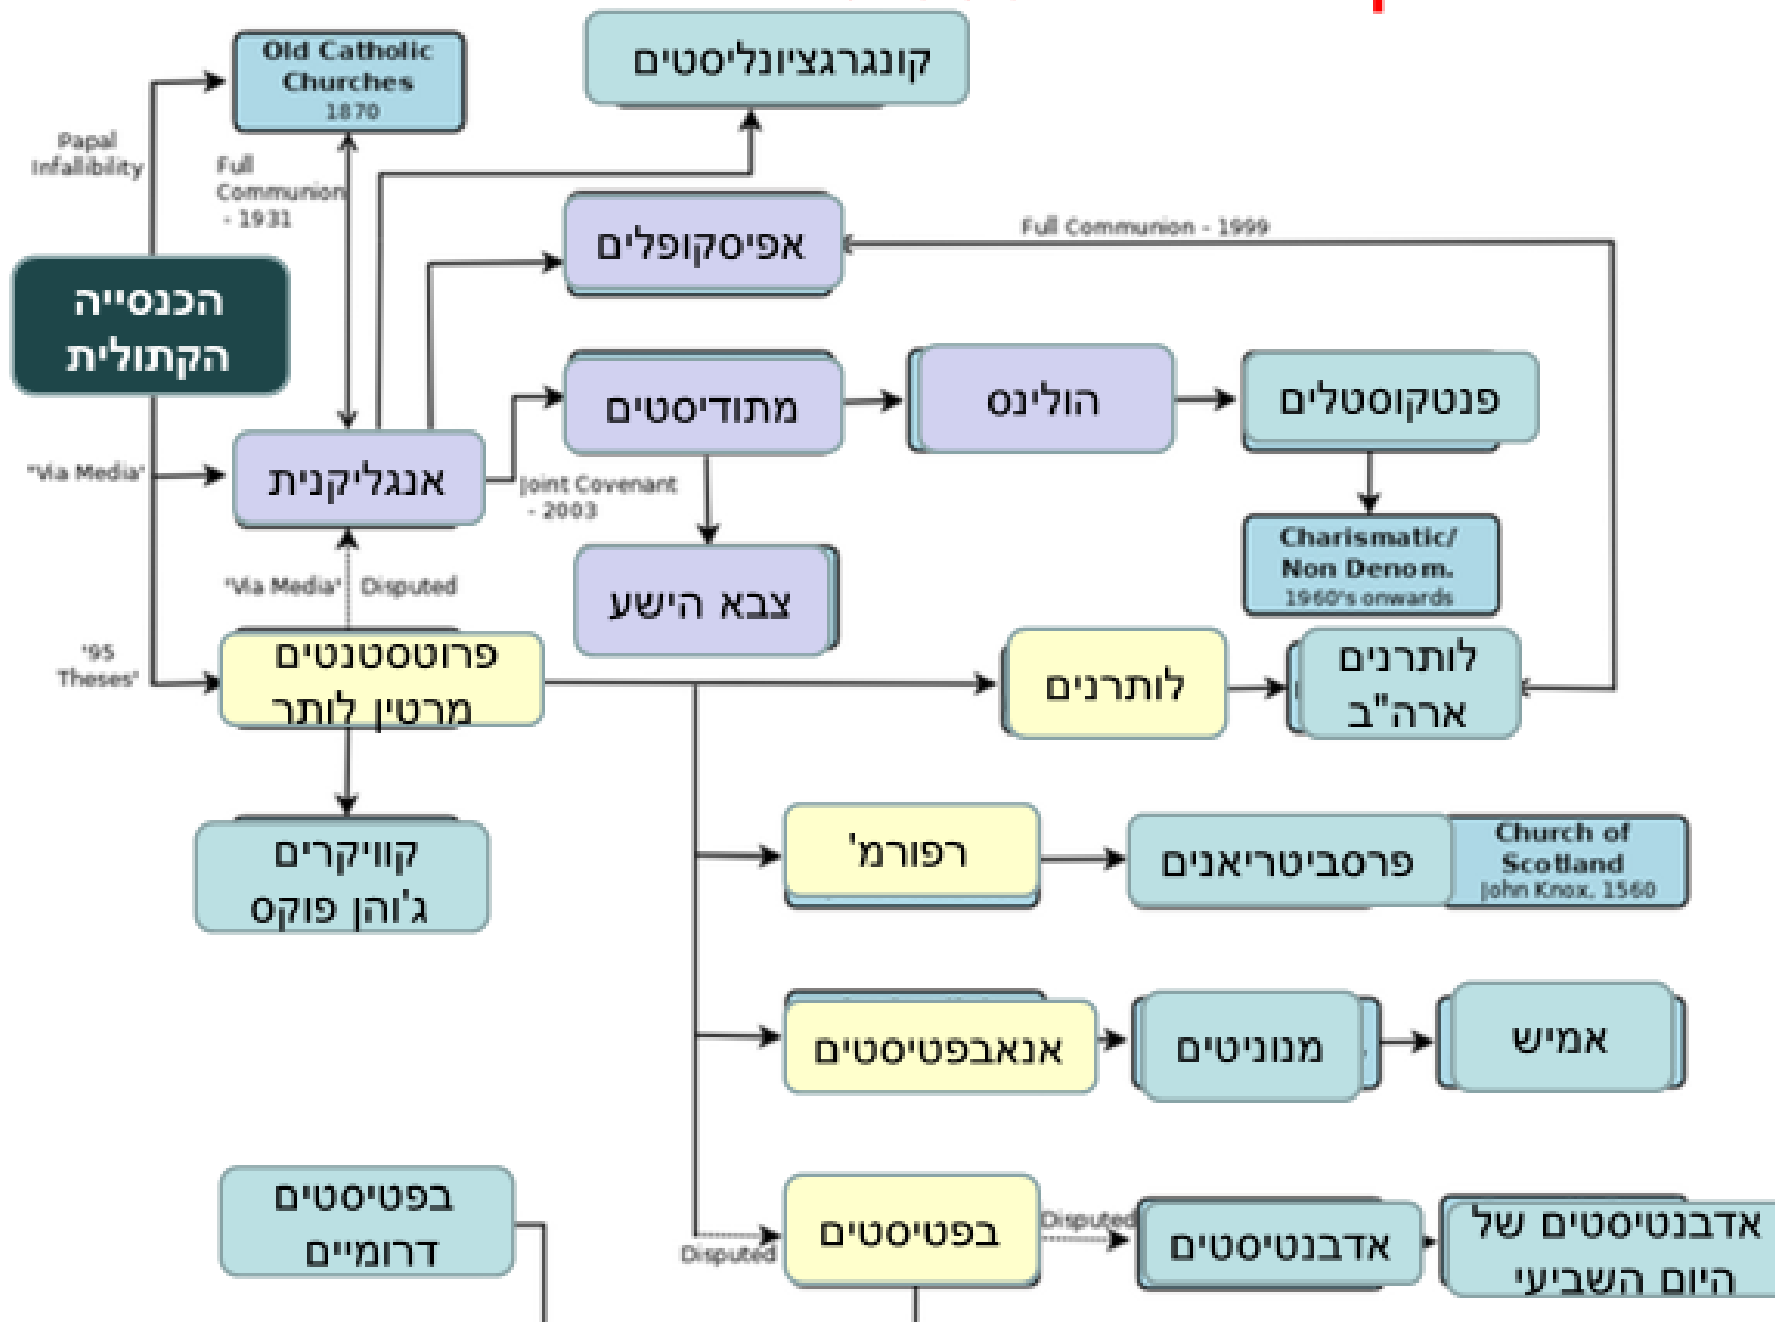 Old Catholic
Churches
1870
קונגרגציונליסטים
Papal
Infallibility
Full
Communion
- 1931
אפיסקופלים
Full Communion - 1999
הכנסייה
הקתולית
מתודיסטים
הולינס
פנטקוסטלים
"Via Media"
אנגליקנית
Joint Covenant
- 2003
Charismatic/
Non Denom.
1960's onwards
"Via Media"
Disputed
צבא הישע
'95
Theses'
פרוטסטנטים
מרטין לותר
לותרנים
לותרנים
ארה"ב
קוויקרים
ג'והן פוקס
רפורמ'
פרסביטריאנים
Church of
Scotland
John Knox, 1560
אנאבפטיסטים
מנוניטים
אמיש
בפטיסטים
דרומיים
Disputed
בפטיסטים
Disputed
אדבנטיסטים
אדבנטיסטים של
היום השביעי